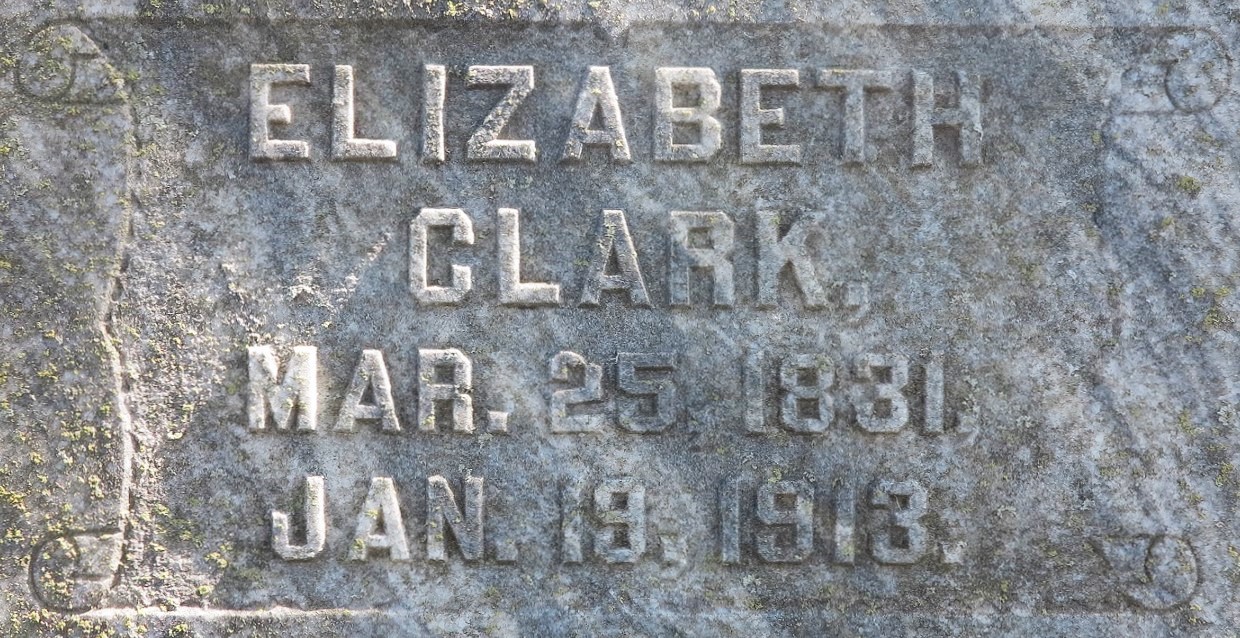 ELIZABETH
CLARK,
MAR. 25, 1831,
JAN. 19, 1913.